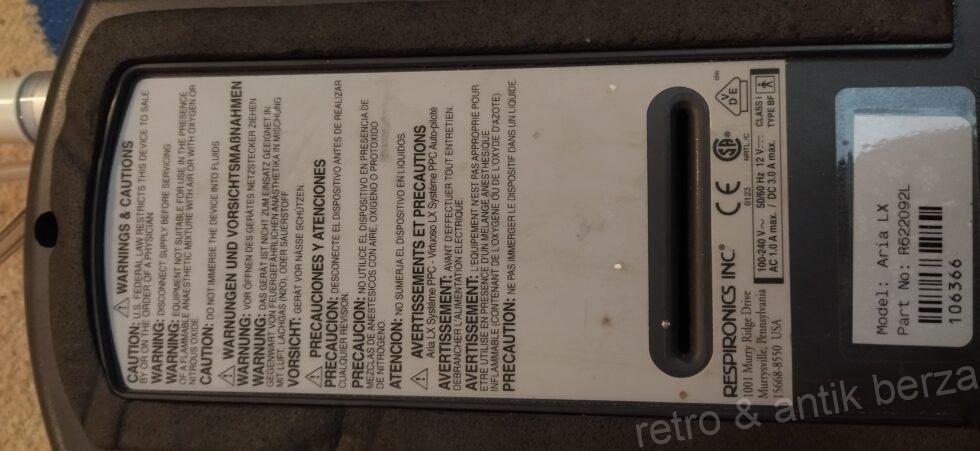 ⚠ WARNINGS & CAUTIONS
CAUTION: U.S. FEDERAL LAW RESTRICTS THIS DEVICE TO SALE
BY OR ON THE ORDER OF A PHYSICIAN.
WARNING: DISCONNECT SUPPLY BEFORE SERVICING.
WARNING: EQUIPMENT NOT SUITABLE FOR USE IN THE PRESENCE
OF A FLAMMABLE ANAESTHETIC MIXTURE WITH AIR OR WITH OXYGEN OR
NITROUS OXIDE.
CAUTION: DO NOT IMMERSE THE DEVICE INTO FLUIDS
⚠ WARNUNGEN UND VORSICHTSMAßNAHMEN
WARNUNG: VOR ÖFFNEN DES GERÄTES NETZSTECKER ZIEHEN.
WARNUNG: DAS GERÄT IST NICHT ZUM EINSATZ GEEIGNET IN
GEGENWART VON FEUERGEFÄHRLICHEN ANÄSTHETIKA IN MISCHUNG
MIT LUFT, LACHGAS (N2O), ODER SAUERSTOFF.
VORSICHT: GERÄT VOR NÄSSE SCHÜTZEN.
⚠ PRECAUCIONES Y ATENCIONES
PRECAUCION: DESCONECTE EL DISPOSITIVO ANTES DE REALIZAR
CUALQUIER REVISION.
PRECAUCION: NO UTILICE EL DISPOSITIVO EN PRESENCIA DE
MEZCLAS DE ANESTESICOS CON AIRE, OXIGENO O PROTOXIDO
DE NITROGENO.
ATENCION: NO SUMERJA EL DISPOSITIVO EN LIQUIDOS.
⚠ AVERTISSEMENTS ET PRECAUTIONS
Aria LX Système PPC - Virtuoso LX Système PPC Auto-piloté
AVERTISSEMENT: AVANT D'EFFECTUER TOUT ENTRETIEN,
DEBRANCHER L'ALIMENTATION ELECTRIQUE.
AVERTISSEMENT: L'EQUIPEMENT N'EST PAS APPROPRIE POUR
ETRE UTILISE EN PRESENCE D'UN MELANGE ANESTHESIQUE
INFLAMMABLE (CONTENANT DE L'OXYGENE OU DE L'OXYDE D'AZOTE).
PRECAUTION: NE PAS IMMERGER LE DISPOSITIF DANS UN LIQUIDE.
RESPIRONICS INC®
1001 Murry Ridge Drive
Murrysville, Pennsylvania
15668-8550 USA
CE
0123
SA
NRTL/C
VDE
dw
100-240 V~ 50/60 Hz 12 V⎓ CLASS I
AC 1.0 A max. / DC 3.0 A max. TYPE BF
Model: Aria LX
Part No: R622092L
106366
retro & antik berza